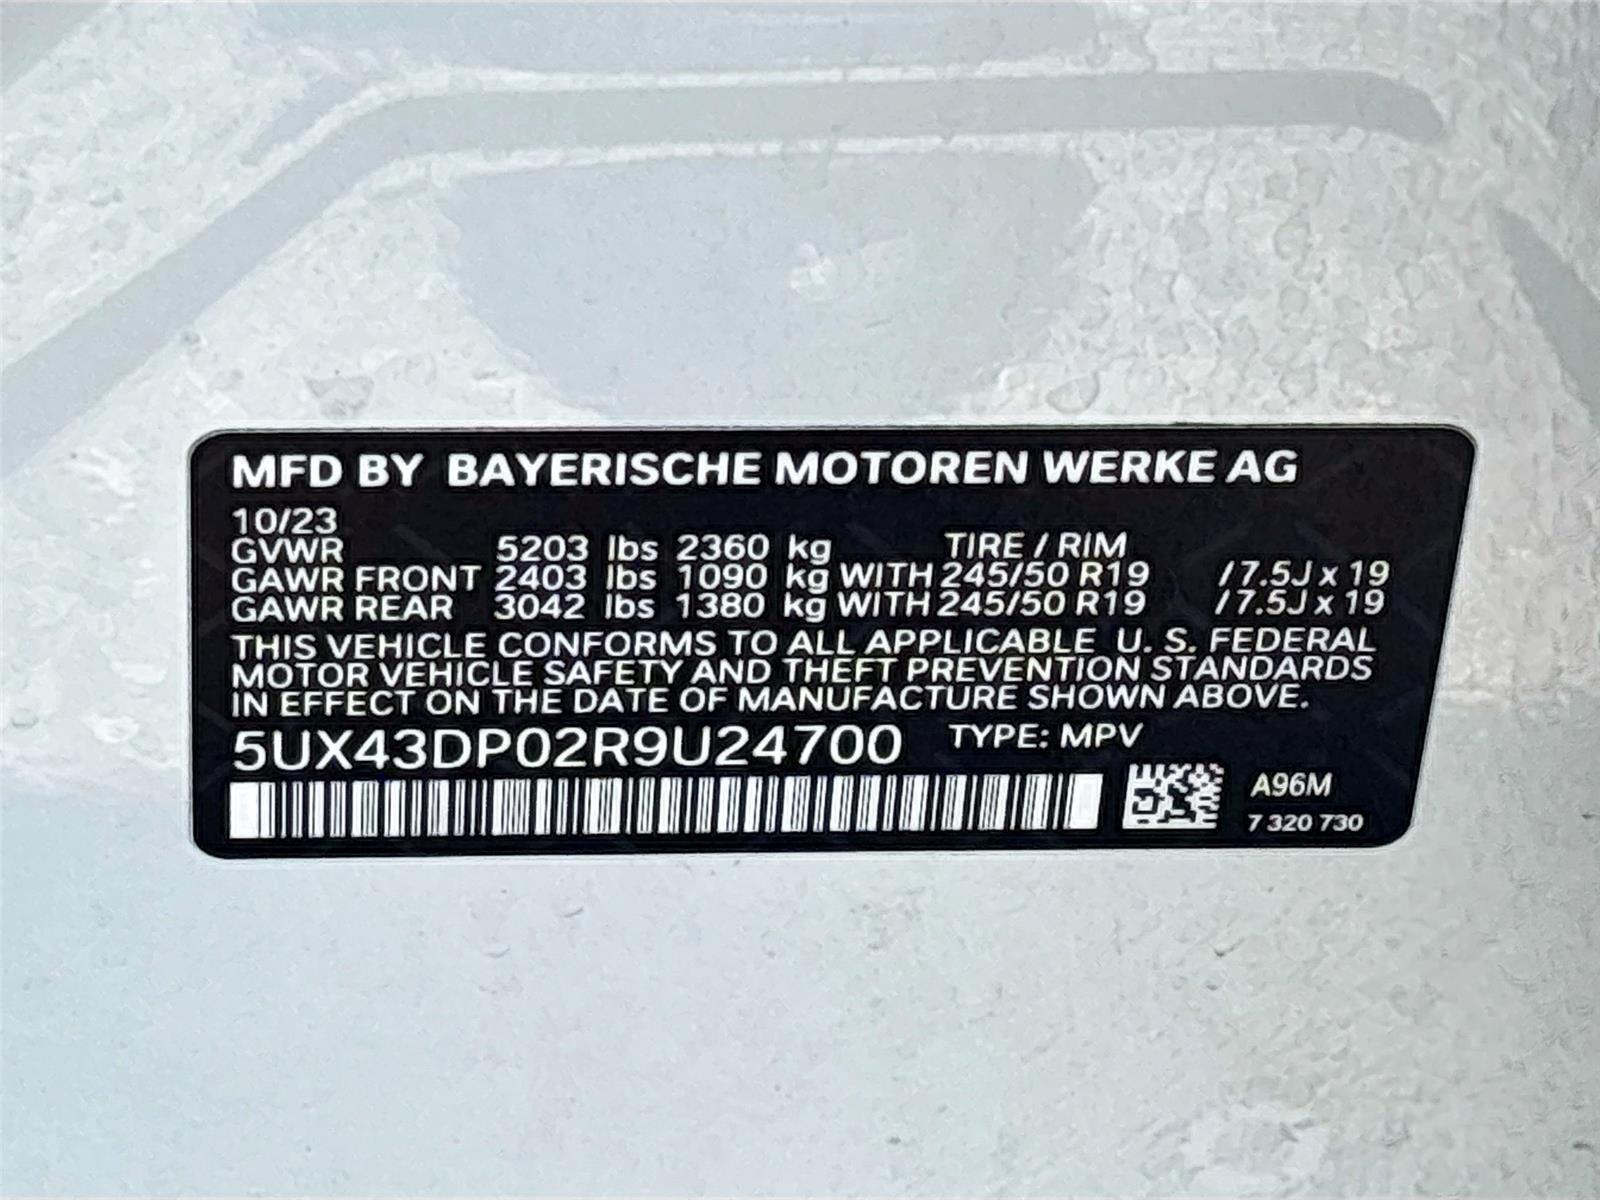 MFD BY BAYERISCHE MOTOREN WERKE AG
10/23
GVWR 5203 lbs 2360 kg TIRE / RIM
GAWR FRONT 2403 lbs 1090 kg WITH 245/50 R19 / 7.5J x 19
GAWR REAR 3042 lbs 1380 kg WITH 245/50 R19 / 7.5J x 19
THIS VEHICLE CONFORMS TO ALL APPLICABLE U. S. FEDERAL
MOTOR VEHICLE SAFETY AND THEFT PREVENTION STANDARDS
IN EFFECT ON THE DATE OF MANUFACTURE SHOWN ABOVE.
5UX43DP02R9U24700 TYPE: MPV
A96M
7 320 730